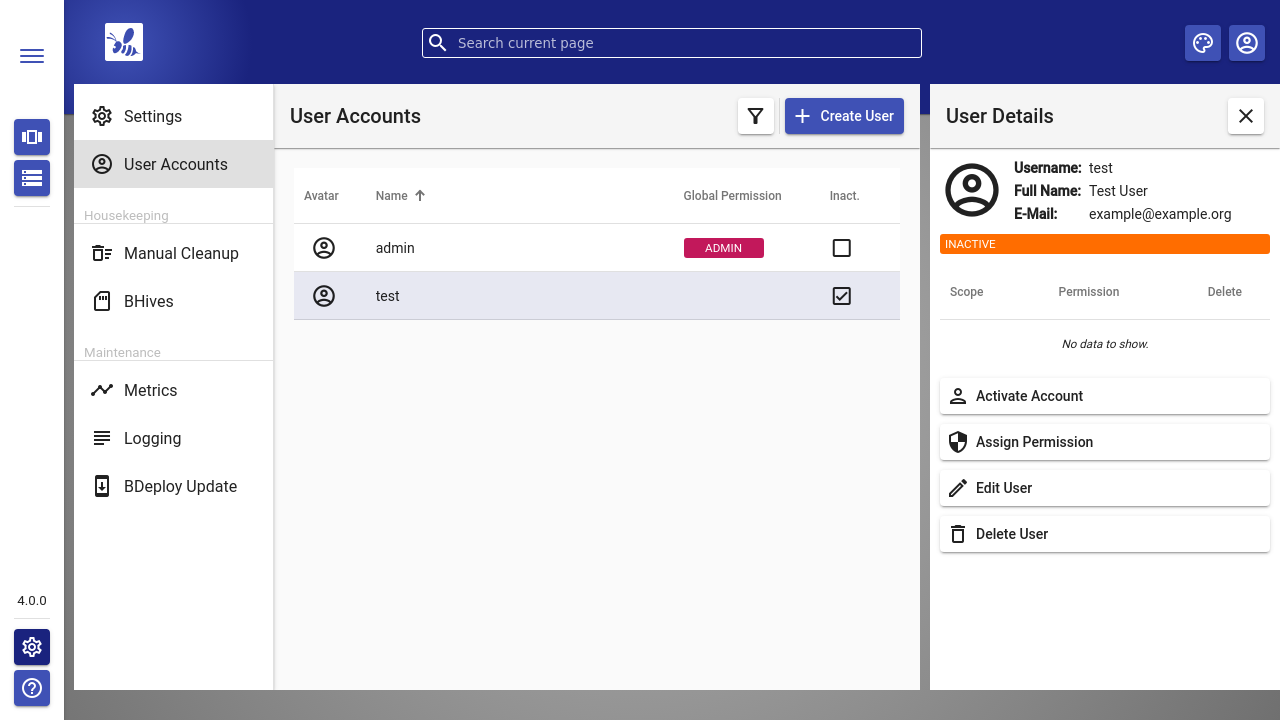 Search current page
Settings
User Accounts
Housekeeping
Manual Cleanup
BHives
Maintenance
Metrics
Logging
BDeploy Update
4.0.0
User Accounts
Create User
Avatar Name Global Permission Inact.
admin ADMIN
test
User Details
Username: test
Full Name: Test User
E-Mail: example@example.org
INACTIVE
Scope Permission Delete
No data to show.
Activate Account
Assign Permission
Edit User
Delete User